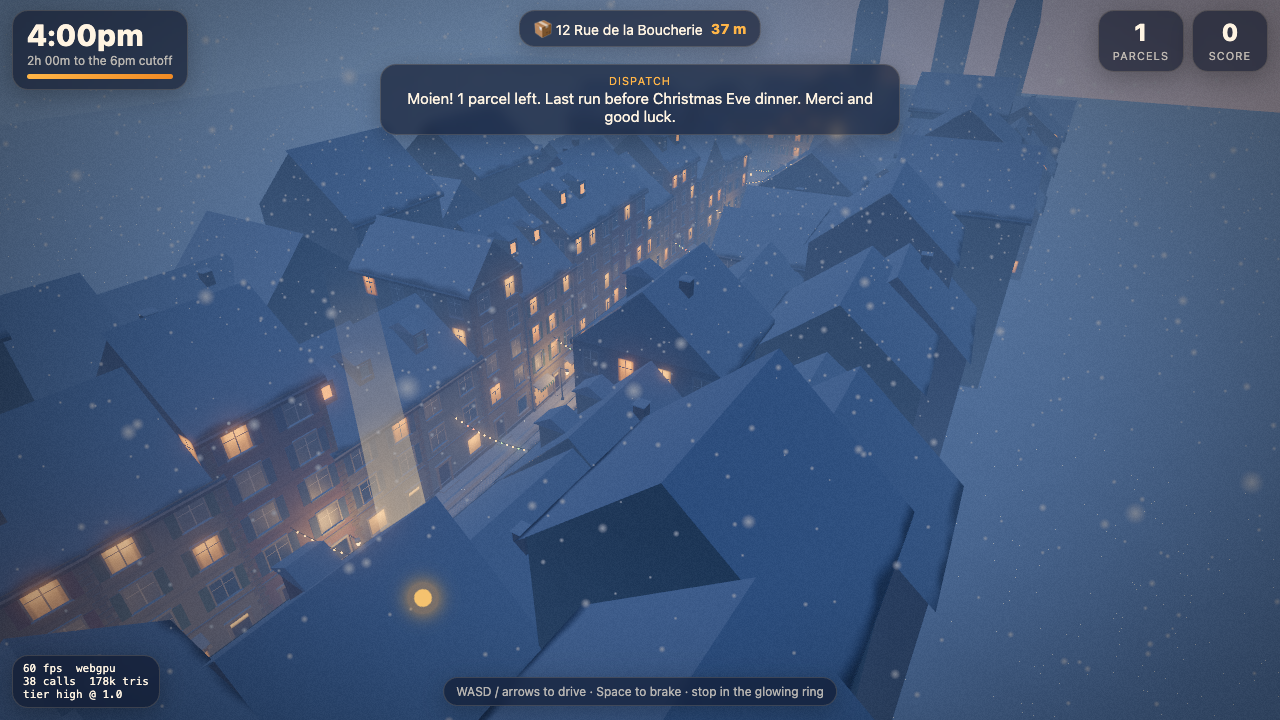 4:00pm
2h 00m to the 6pm cutoff
12 Rue de la Boucherie 37 m
1
PARCELS
0
SCORE
DISPATCH
Moien! 1 parcel left. Last run before Christmas Eve dinner. Merci and
good luck.
60 fps webgpu
38 calls 178k tris
tier high @ 1.0
WASD / arrows to drive · Space to brake · stop in the glowing ring